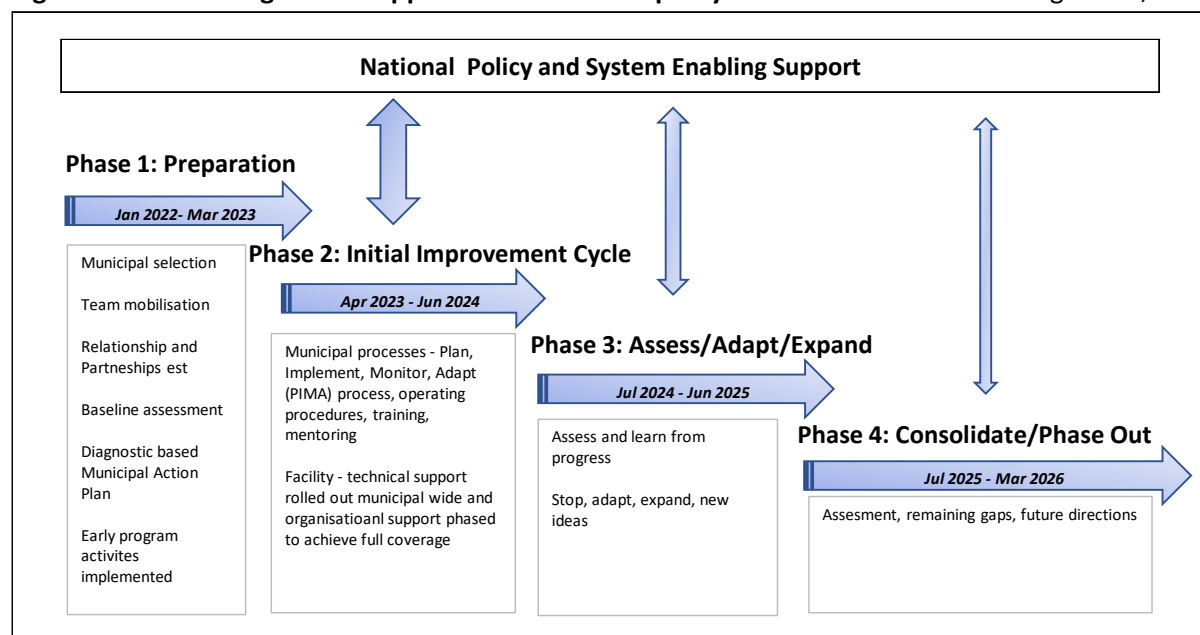 National Policy and System Enabling Support
Phase 1: Preparation
Jan 2022- Mar 2023
Municipal selection
Team mobilisation
Relationship and
Partneships est
Baseline assessment
Diagnostic based
Municipal Action
Plan
Early program
activites
implemented
Phase 2: Initial Improvement Cycle
Apr 2023 - Jun 2024
Municipal processes - Plan,
Implement, Monitor, Adapt
(PIMA) process, operating
procedures, training,
mentoring
Facility - technical support
rolled out municipal wide and
organisatioanl support phased
to achieve full coverage
Phase 3: Assess/Adapt/Expand
Jul 2024 - Jun 2025
Assess and learn from
progress
Stop, adapt, expand, new
ideas
Phase 4: Consolidate/Phase Out
Jul 2025 - Mar 2026
Assesment, remaining gaps, future directions